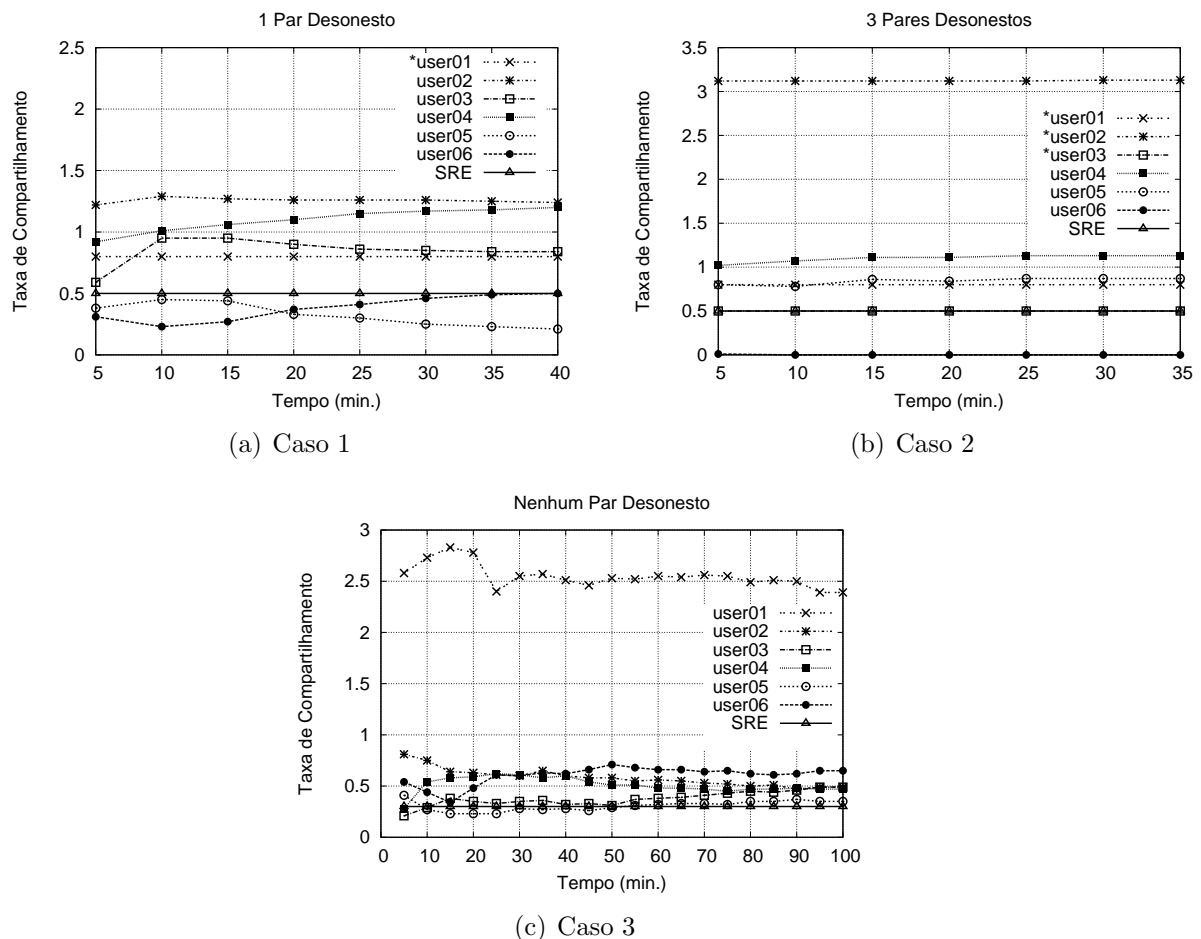 1 Par Desonesto
Taxa de Compartilhamento
2.5
2
1.5
1
0.5
0
5 10 15 20 25 30 35 40
Tempo (min.)
*user01
user02
user03
user04
user05
user06
SRE
(a) Caso 1
3 Pares Desonestos
Taxa de Compartilhamento
3.5
3
2.5
2
1.5
1
0.5
0
5 10 15 20 25 30 35
Tempo (min.)
*user01
*user02
*user03
user04
user05
user06
SRE
(b) Caso 2
Nenhum Par Desonesto
Taxa de Compartilhamento
3
2.5
2
1.5
1
0.5
0
0 10 20 30 40 50 60 70 80 90 100
Tempo (min.)
user01
user02
user03
user04
user05
user06
SRE
(c) Caso 3